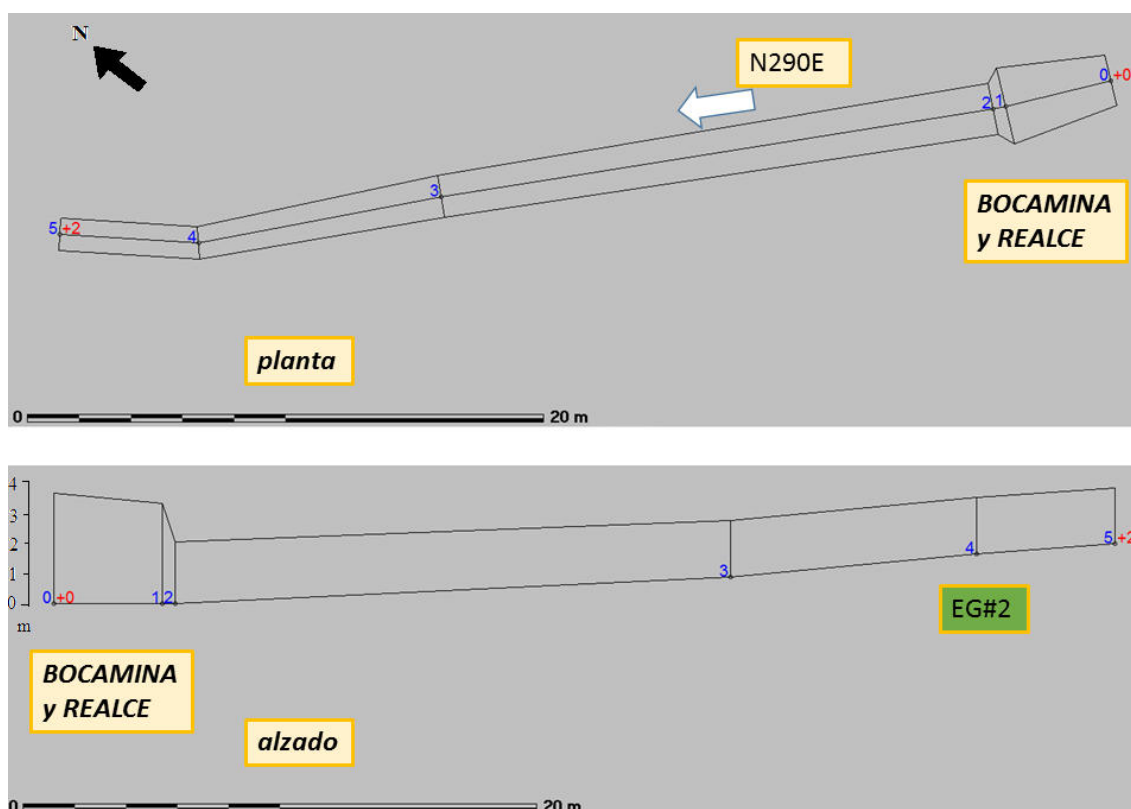 N
N290E
0 +0
2 1
3
BOCAMINA
y REALCE
5 +2
4
planta
0 20 m
4
3
2
1
0
m
0 +0
1 2
3
4
5 +2
EG#2
BOCAMINA
y REALCE
alzado
0 20 m